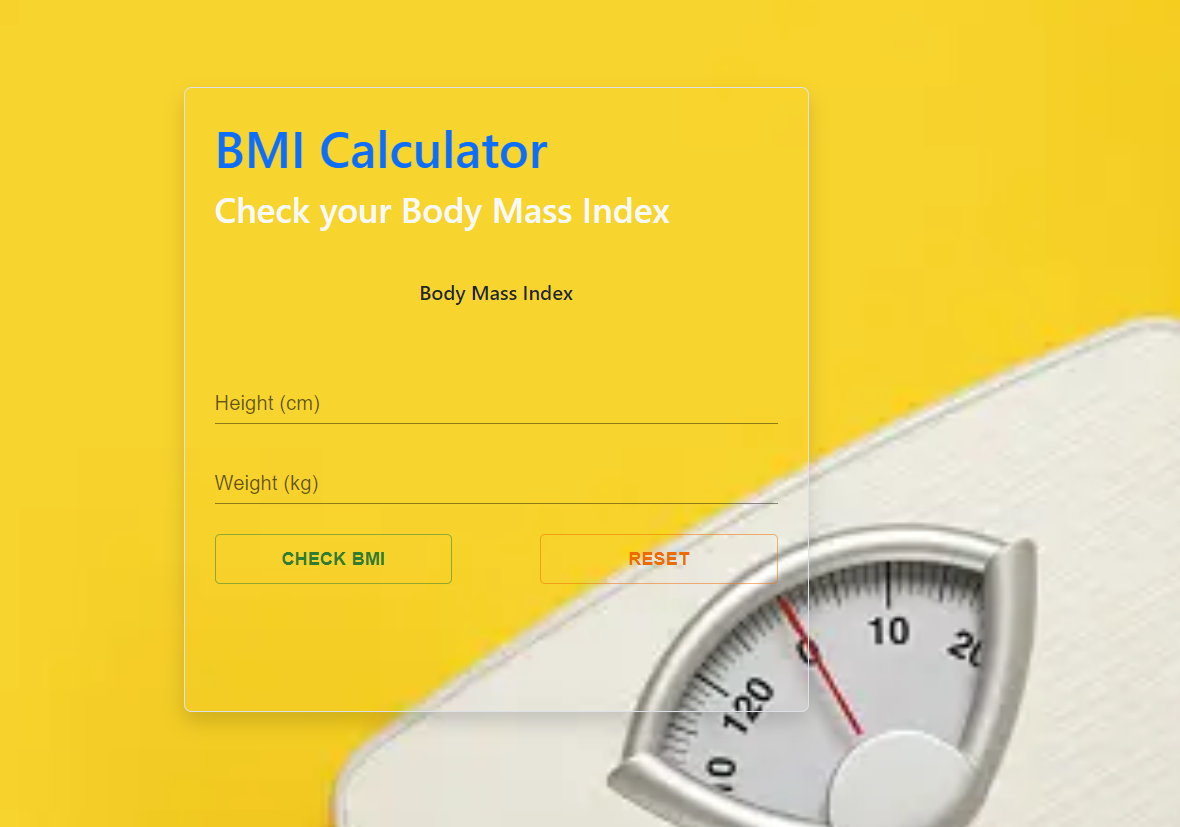 BMI Calculator
Check your Body Mass Index
Body Mass Index
Height (cm)
Weight (kg)
CHECK BMI RESET
10
0
20
120